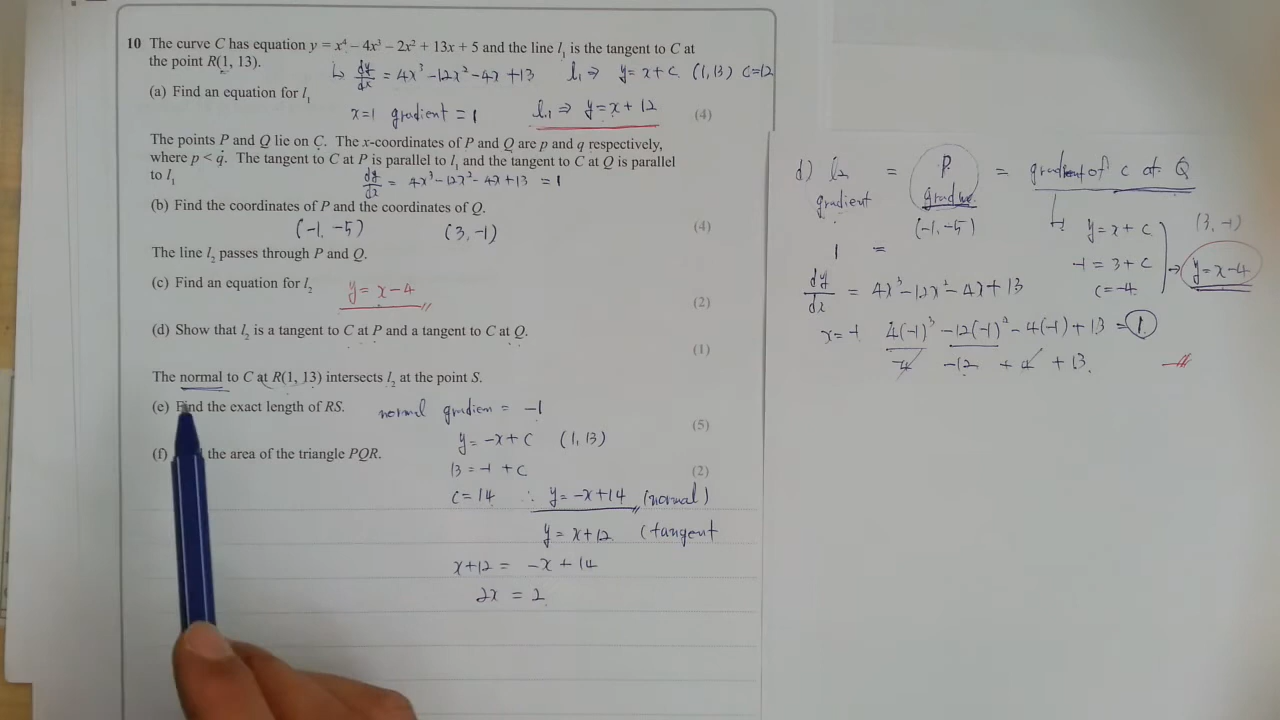 10 The curve C has equation y = x⁴ – 4x³ – 2x² + 13x + 5 and the line l₁ is the tangent to C at
the point R(1, 13).
↳ dy/dx = 4x³ -12x² -4x +13 l₁ ⇒ y = x + c (1, 13) c=12
(a) Find an equation for l₁
x=1 gradient = 1 l₁ ⇒ y = x + 12 (4)
The points P and Q lie on C. The x-coordinates of P and Q are p and q respectively,
where p < q. The tangent to C at P is parallel to l₁ and the tangent to C at Q is parallel
to l₁
dy/dx = 4x³ -12x² -4x +13 = 1
(b) Find the coordinates of P and the coordinates of Q.
(-1, -5) (3, -1) (4)
The line l₂ passes through P and Q.
(c) Find an equation for l₂
y = x - 4 (2)
(d) Show that l₂ is a tangent to C at P and a tangent to C at Q.
(1)
The normal to C at R(1, 13) intersects l₂ at the point S.
(e) Find the exact length of RS.
normal gradien = -1
(5)
y = -x + c (1, 13)
(f) the area of the triangle PQR.
13 = -1 + c (2)
c = 14 ∴ y = -x + 14 (normal)
y = x + 12 (tangent
x + 12 = -x + 14
2x = 2
d) l₂ = P = gradient of c at Q
gradient gradien
(-1, -5) y = x + c (3, -1)
1 = -1 = 3 + c → y = x - 4
c = -4
dy/dx = 4x³ -12x² -4x +13
x = -1 4(-1)³ -12(-1)² -4(-1) +13 = 1
-4 -12 + 4 + 13